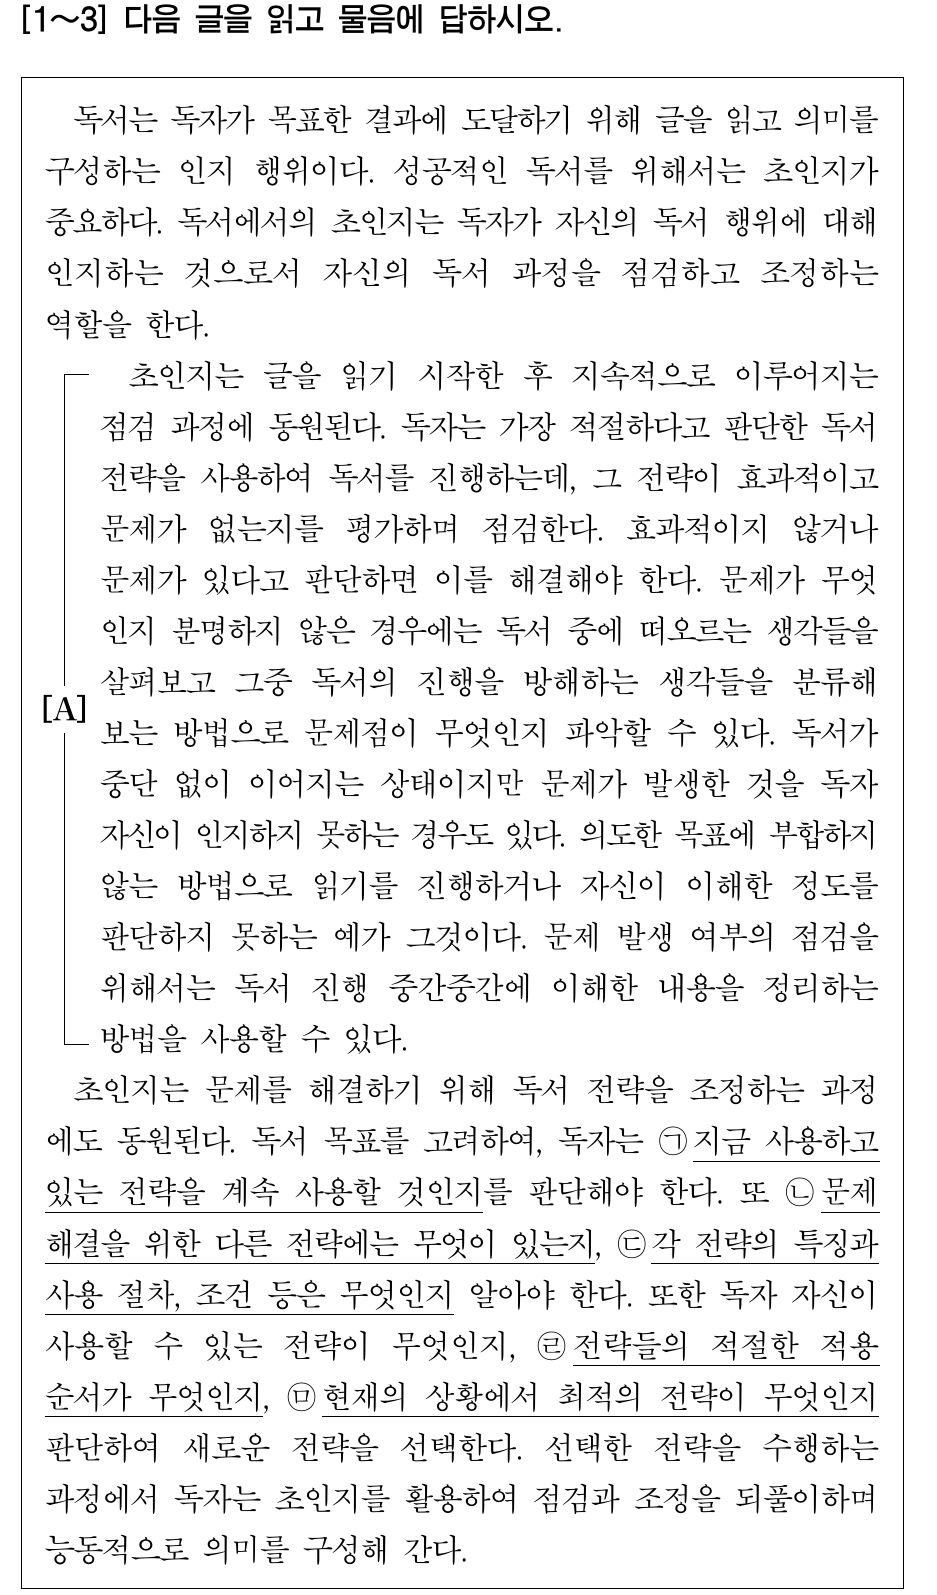 [1~3] 다음 글을 읽고 물음에 답하시오.
독서는 독자가 목표한 결과에 도달하기 위해 글을 읽고 의미를
구성하는 인지 행위이다. 성공적인 독서를 위해서는 초인지가
중요하다. 독서에서의 초인지는 독자가 자신의 독서 행위에 대해
인지하는 것으로서 자신의 독서 과정을 점검하고 조정하는
역할을 한다.
초인지는 글을 읽기 시작한 후 지속적으로 이루어지는
점검 과정에 동원된다. 독자는 가장 적절하다고 판단한 독서
전략을 사용하여 독서를 진행하는데, 그 전략이 효과적이고
문제가 없는지를 평가하며 점검한다. 효과적이지 않거나
문제가 있다고 판단하면 이를 해결해야 한다. 문제가 무엇
인지 분명하지 않은 경우에는 독서 중에 떠오르는 생각들을
살펴보고 그중 독서의 진행을 방해하는 생각들을 분류해
[A]
보는 방법으로 문제점이 무엇인지 파악할 수 있다. 독서가
중단 없이 이어지는 상태이지만 문제가 발생한 것을 독자
자신이 인지하지 못하는 경우도 있다. 의도한 목표에 부합하지
않는 방법으로 읽기를 진행하거나 자신이 이해한 정도를
판단하지 못하는 예가 그것이다. 문제 발생 여부의 점검을
위해서는 독서 진행 중간중간에 이해한 내용을 정리하는
방법을 사용할 수 있다.
초인지는 문제를 해결하기 위해 독서 전략을 조정하는 과정
에도 동원된다. 독서 목표를 고려하여, 독자는 ㉠지금 사용하고
있는 전략을 계속 사용할 것인지를 판단해야 한다. 또 ㉡문제
해결을 위한 다른 전략에는 무엇이 있는지, ㉢각 전략의 특징과
사용 절차, 조건 등은 무엇인지 알아야 한다. 또한 독자 자신이
사용할 수 있는 전략이 무엇인지, ㉣전략들의 적절한 적용
순서가 무엇인지, ㉤현재의 상황에서 최적의 전략이 무엇인지
판단하여 새로운 전략을 선택한다. 선택한 전략을 수행하는
과정에서 독자는 초인지를 활용하여 점검과 조정을 되풀이하며
능동적으로 의미를 구성해 간다.